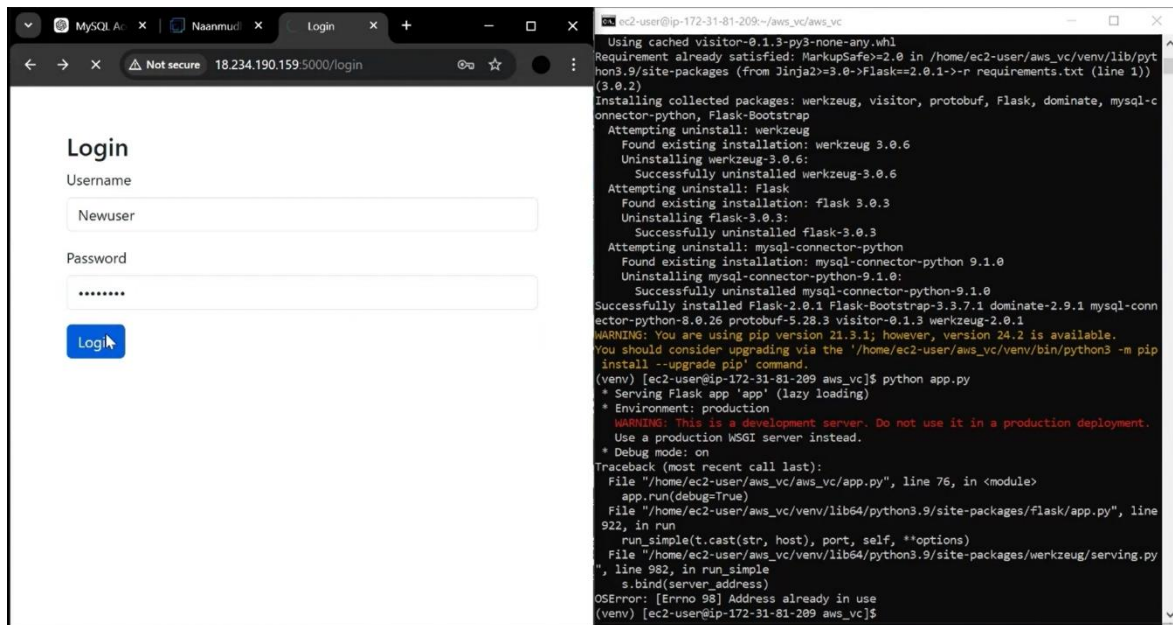 MySQL Ac
Naanmud
Login
Not secure 18.234.190.159:5000/login
Login
Username
Newuser
Password
Login
ec2-user@ip-172-31-81-209:~/aws_vc/aws_vc
Using cached visitor-0.1.3-py3-none-any.whl
Requirement already satisfied: MarkupSafe>=2.0 in /home/ec2-user/aws_vc/venv/lib/pyt
hon3.9/site-packages (from Jinja2>=3.0->Flask==2.0.1->-r requirements.txt (line 1))
(3.0.2)
Installing collected packages: werkzeug, visitor, protobuf, Flask, dominate, mysql-c
onnector-python, Flask-Bootstrap
Attempting uninstall: werkzeug
Found existing installation: werkzeug 3.0.6
Uninstalling werkzeug-3.0.6:
Successfully uninstalled werkzeug-3.0.6
Attempting uninstall: Flask
Found existing installation: flask 3.0.3
Uninstalling flask-3.0.3:
Successfully uninstalled flask-3.0.3
Attempting uninstall: mysql-connector-python
Found existing installation: mysql-connector-python 9.1.0
Uninstalling mysql-connector-python-9.1.0:
Successfully uninstalled mysql-connector-python-9.1.0
Successfully installed Flask-2.0.1 Flask-Bootstrap-3.3.7.1 dominate-2.9.1 mysql-conn
ector-python-8.0.26 protobuf-5.28.3 visitor-0.1.3 werkzeug-2.0.1
WARNING: You are using pip version 21.3.1; however, version 24.2 is available.
You should consider upgrading via the '/home/ec2-user/aws_vc/venv/bin/python3 -m pip
install --upgrade pip' command.
(venv) [ec2-user@ip-172-31-81-209 aws_vc]$ python app.py
* Serving Flask app 'app' (lazy loading)
* Environment: production
WARNING: This is a development server. Do not use it in a production deployment.
Use a production WSGI server instead.
* Debug mode: on
Traceback (most recent call last):
File "/home/ec2-user/aws_vc/aws_vc/app.py", line 76, in <module>
app.run(debug=True)
File "/home/ec2-user/aws_vc/venv/lib64/python3.9/site-packages/flask/app.py", line
922, in run
run_simple(t.cast(str, host), port, self, **options)
File "/home/ec2-user/aws_vc/venv/lib64/python3.9/site-packages/werkzeug/serving.py
", line 982, in run_simple
s.bind(server_address)
OSError: [Errno 98] Address already in use
(venv) [ec2-user@ip-172-31-81-209 aws_vc]$